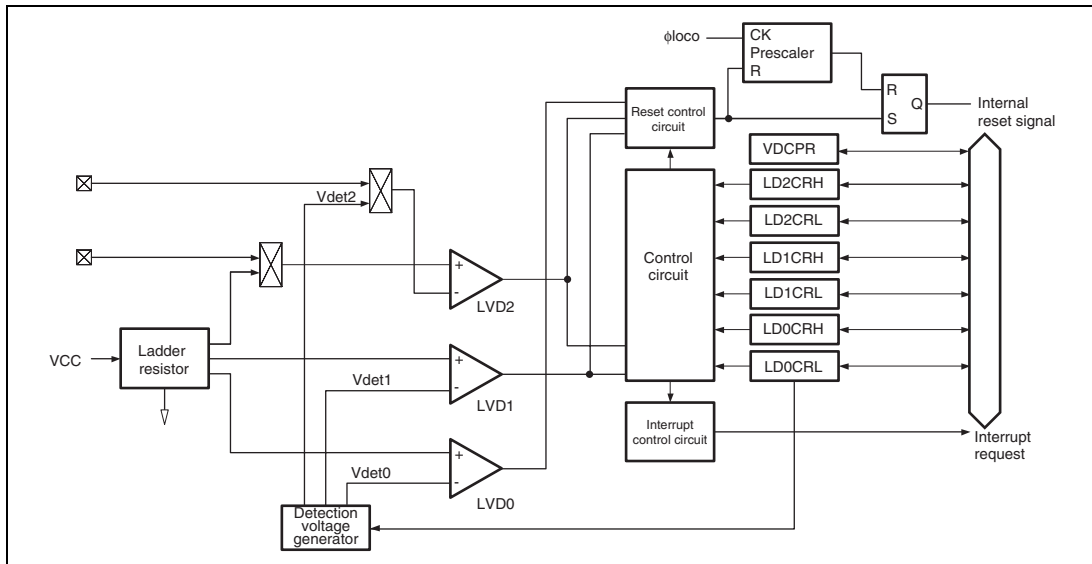 φloco
CK
Prescaler
R
R
Q
S
Internal
reset signal
Reset control
circuit
VDCPR
LD2CRH
Vdet2
LD2CRL
Control
circuit
LD1CRH
+
-
LVD2
LD1CRL
LD0CRH
VCC
Ladder
resistor
+
-
LVD1
Vdet1
LD0CRL
Interrupt
control circuit
Interrupt
request
+
-
LVD0
Vdet0
Detection
voltage
generator